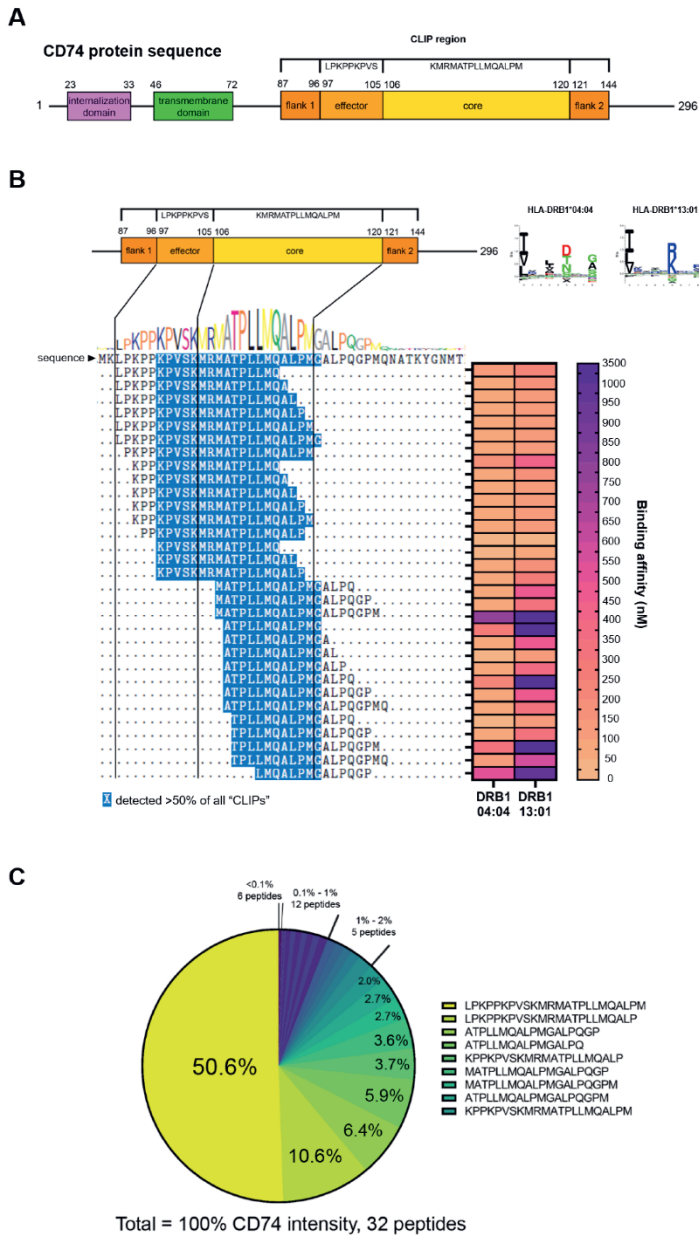 A
CD74 protein sequence
CLIP region
LPKPPKPVS
KMRMATPLLMQALPM
23 33 46 72 87 96 97 105 106 120 121 144
1
internalization domain
transmembrane domain
flank 1
effector
core
flank 2
296
B
LPKPPKPVS
KMRMATPLLMQALPM
87 96 97 105 106 120 121 144
flank 1
effector
core
flank 2
296
HLA-DRB1*04:04
HLA-DRB1*13:01
LPKPPKPVSKMRMATPLLMQALPMGALPQGPM
sequence
MKLPKPPKPVSKMRMATPLLMQALPMGALPQGPMQNATKYGNMT
LPKPPKPVSKMRMATPLLMQ
LPKPPKPVSKMRMATPLLMQA
LPKPPKPVSKMRMATPLLMQAL
LPKPPKPVSKMRMATPLLMQALP
LPKPPKPVSKMRMATPLLMQALPM
LPKPPKPVSKMRMATPLLMQALPMG
PKPPKPVSKMRMATPLLMQALPM
KPPKPVSKMRMATPLLMQ
KPPKPVSKMRMATPLLMQA
KPPKPVSKMRMATPLLMQAL
KPPKPVSKMRMATPLLMQALP
KPPKPVSKMRMATPLLMQALPM
PPKPVSKMRMATPLLMQALP
KPVSKMRMATPLLMQ
KPVSKMRMATPLLMQAL
KPVSKMRMATPLLMQALP
MATPLLMQALPMGALPQ
MATPLLMQALPMGALPQGP
MATPLLMQALPMGALPQGPM
ATPLLMQALPMG
ATPLLMQALPMGA
ATPLLMQALPMGAL
ATPLLMQALPMGALP
ATPLLMQALPMGALPQ
ATPLLMQALPMGALPQGP
ATPLLMQALPMGALPQGPMQ
TPLLMQALPMGALPQ
TPLLMQALPMGALPQGP
TPLLMQALPMGALPQGPM
TPLLMQALPMGALPQGPMQ
LMQALPMGALPQGP
X detected >50% of all “CLIPs”
DRB1 04:04
DRB1 13:01
3500
1000
950
900
850
800
750
700
650
600
550
500
450
400
350
300
250
200
150
100
50
0
Binding affinity (nM)
C
<0.1%
6 peptides
0.1% - 1%
12 peptides
1% - 2%
5 peptides
2.0%
2.7%
2.7%
3.6%
3.7%
5.9%
6.4%
10.6%
50.6%
LPKPPKPVSKMRMATPLLMQALPM
LPKPPKPVSKMRMATPLLMQALP
ATPLLMQALPMGALPQGP
ATPLLMQALPMGALPQ
KPPKPVSKMRMATPLLMQALP
MATPLLMQALPMGALPQGP
MATPLLMQALPMGALPQGPM
ATPLLMQALPMGALPQGPM
KPPKPVSKMRMATPLLMQALPM
Total = 100% CD74 intensity, 32 peptides